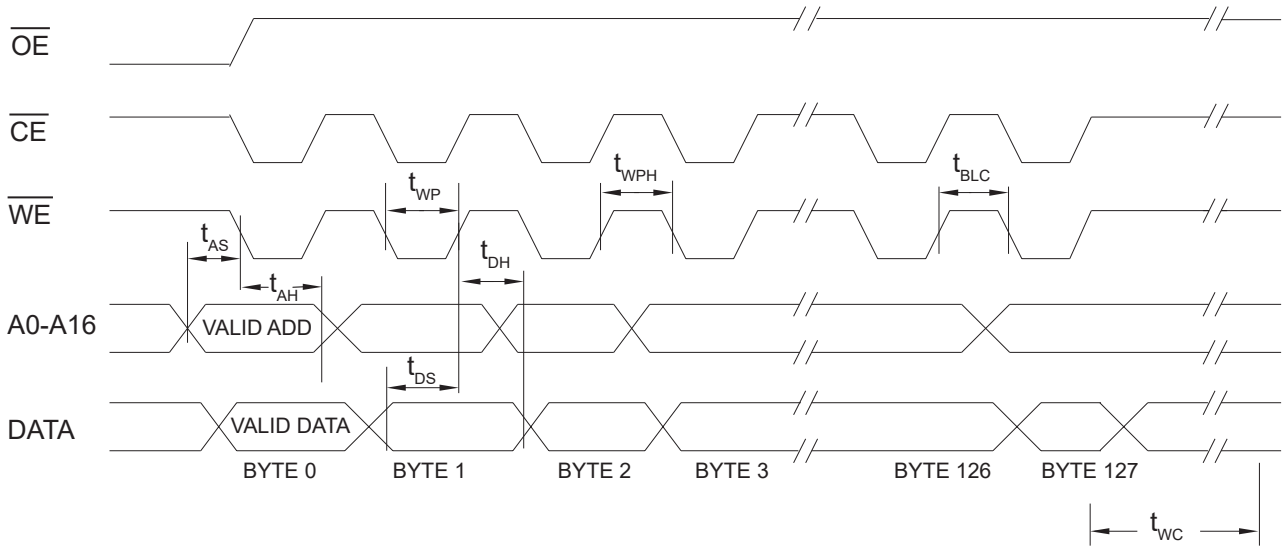 OE
CE
tWP
tWPH
tBLC
WE
tAS
tDH
tAH
A0-A16
VALID ADD
tDS
DATA
VALID DATA
BYTE 0
BYTE 1
BYTE 2
BYTE 3
BYTE 126
BYTE 127
tWC